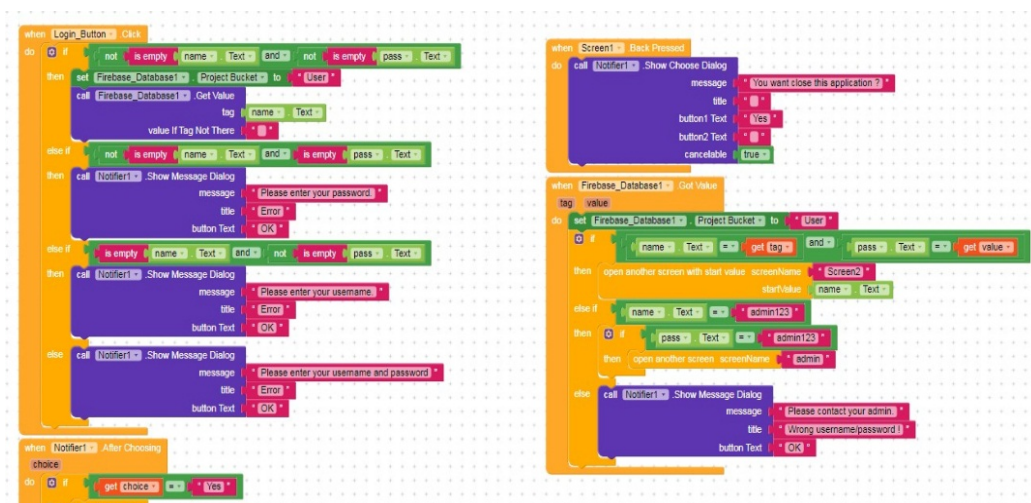 when Login_Button .Click
do if not is empty name . Text and not is empty pass . Text
then set Firebase_Database1 . Project Bucket to " User "
call Firebase_Database1 .Get Value
tag name . Text
value If Tag Not There " "
else if not is empty name . Text and is empty pass . Text
then call Notifier1 .Show Message Dialog
message " Please enter your password. "
title " Error "
button Text " OK "
else if is empty name . Text and not is empty pass . Text
then call Notifier1 .Show Message Dialog
message " Please enter your username. "
title " Error "
button Text " OK "
else call Notifier1 .Show Message Dialog
message " Please enter your username and password "
title " Error "
button Text " OK "
when Notifier1 .After Choosing
choice
do if get choice = " Yes "
when Screen1 .Back Pressed
do call Notifier1 .Show Choose Dialog
message " You want close this application ? "
title " "
button1 Text " Yes "
button2 Text " "
cancelable true
when Firebase_Database1 .Got Value
tag value
do set Firebase_Database1 . Project Bucket to " User "
if name . Text = get tag and pass . Text = get value
then open another screen with start value screenName " Screen2 "
startValue name . Text
else if name . Text = " admin123 "
then if pass . Text = " admin123 "
then open another screen screenName " admin "
else call Notifier1 .Show Message Dialog
message " Please contact your admin. "
title " Wrong username/password ! "
button Text " OK "